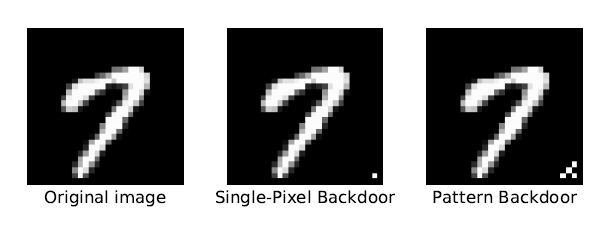 Original image
Single-Pixel Backdoor
Pattern Backdoor